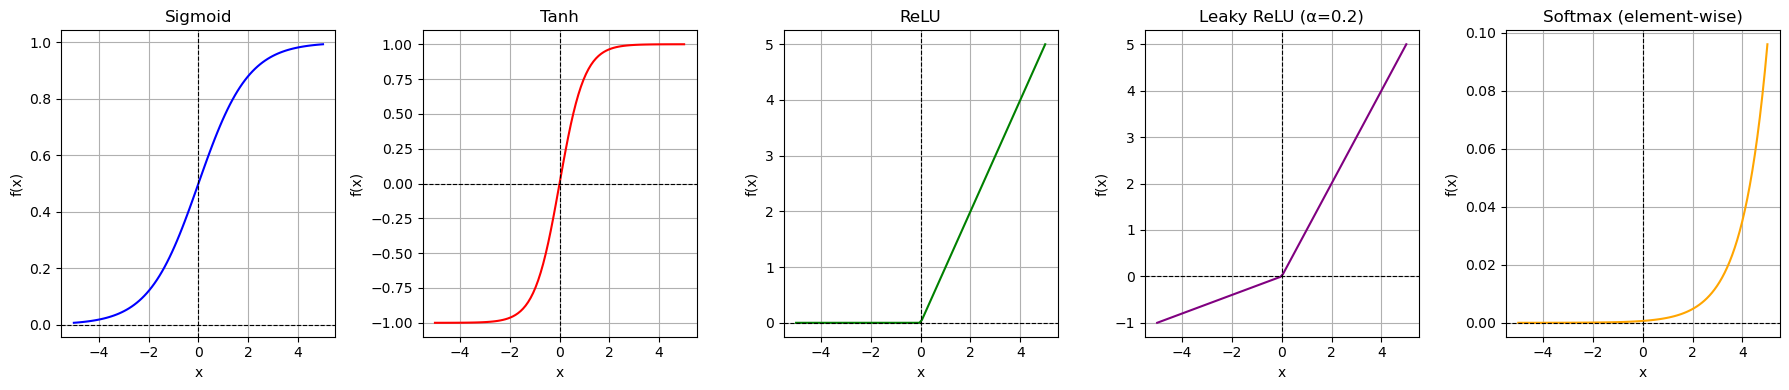 Sigmoid
1.0
0.8
0.6
0.4
0.2
0.0
f(x)
−4 −2 0 2 4
x
Tanh
1.00
0.75
0.50
0.25
0.00
−0.25
−0.50
−0.75
−1.00
f(x)
−4 −2 0 2 4
x
ReLU
5
4
3
2
1
0
f(x)
−4 −2 0 2 4
x
Leaky ReLU (α=0.2)
5
4
3
2
1
0
−1
f(x)
−4 −2 0 2 4
x
Softmax (element-wise)
0.10
0.08
0.06
0.04
0.02
0.00
f(x)
−4 −2 0 2 4
x